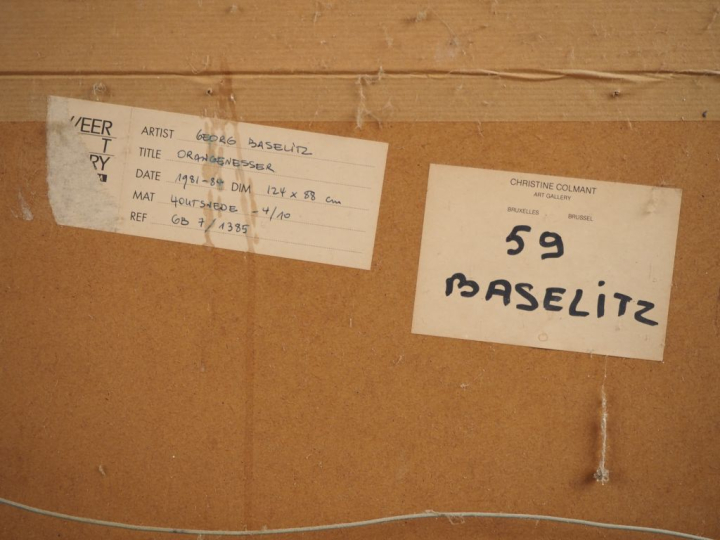 VEER
T
RY
ARTIST GEORG BASELITZ
TITLE ORANGENESSER
DATE 1981-84 DIM 124 x 88 cm
MAT HOUTSNEDE - 4/10
REF GB 7/1385
CHRISTINE COLMANT
ART GALLERY
BRUXELLES BRUSSEL
59
BASELiTZ